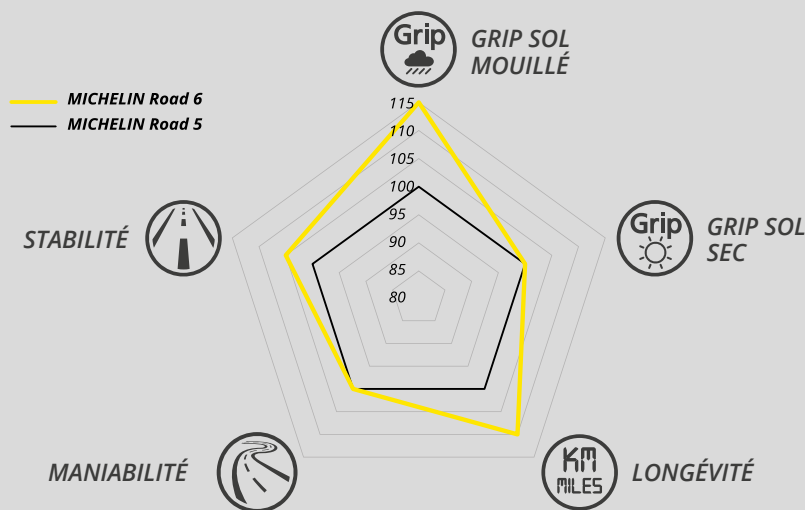 Grip
GRIP SOL
MOUILLÉ
MICHELIN Road 6
MICHELIN Road 5
115
110
105
100
95
90
85
80
STABILITÉ
Grip
GRIP SOL
SEC
MANIABILITÉ
KM
MILES
LONGÉVITÉ